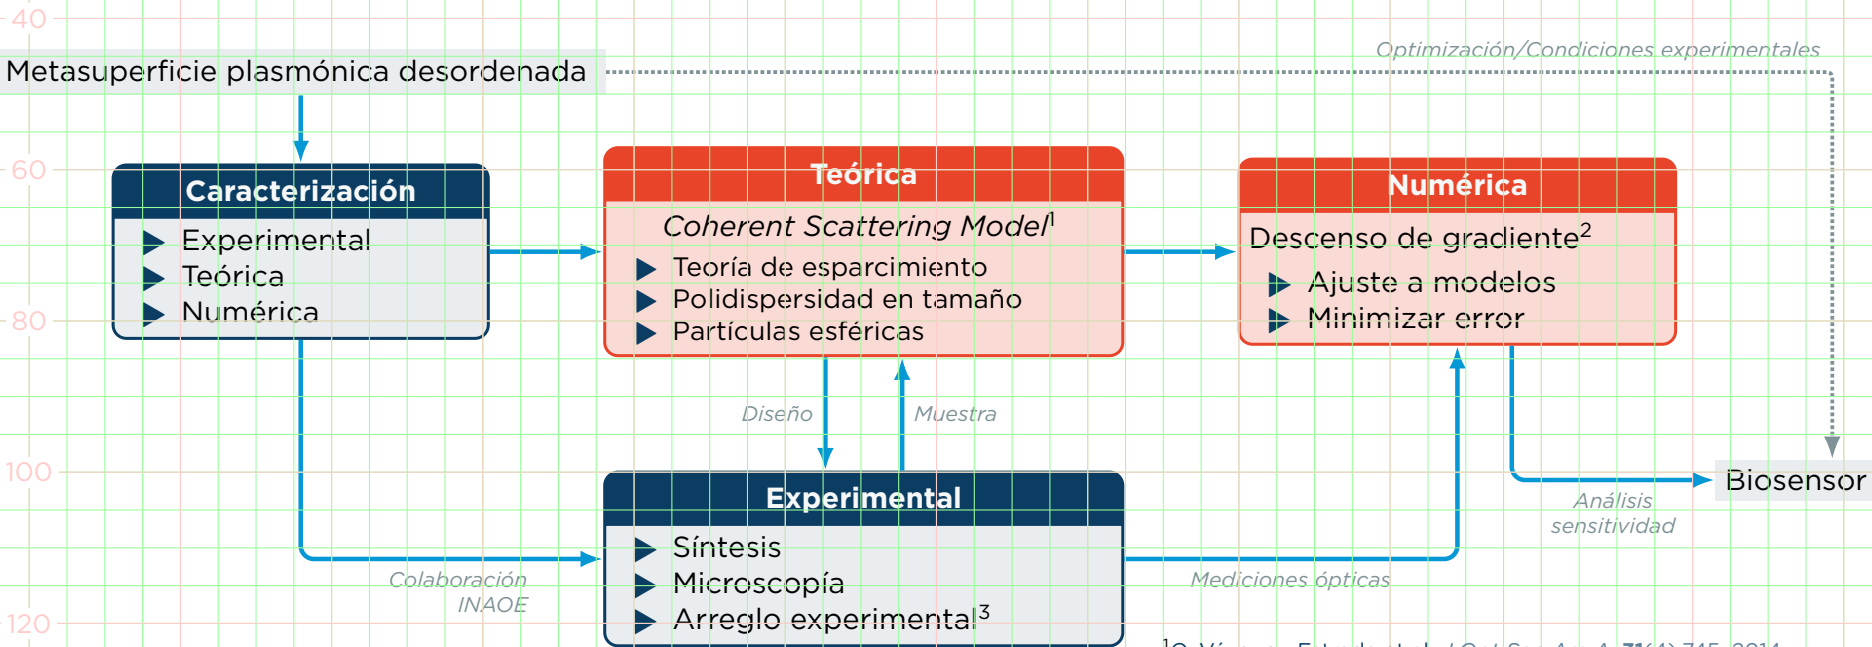 40
Optimización/Condiciones experimentales
Metasuperficie plasmónica desordenada
60
Caracterización
Experimental
Teórica
Numérica
Teórica
Coherent Scattering Model¹
Teoría de esparcimiento
Polidispersidad en tamaño
Partículas esféricas
Numérica
Descenso de gradiente²
Ajuste a modelos
Minimizar error
80
Diseño
Muestra
100
Biosensor
Análisis
sensitividad
Experimental
Síntesis
Microscopía
Arreglo experimental³
Colaboración
INAOE
Mediciones ópticas
120